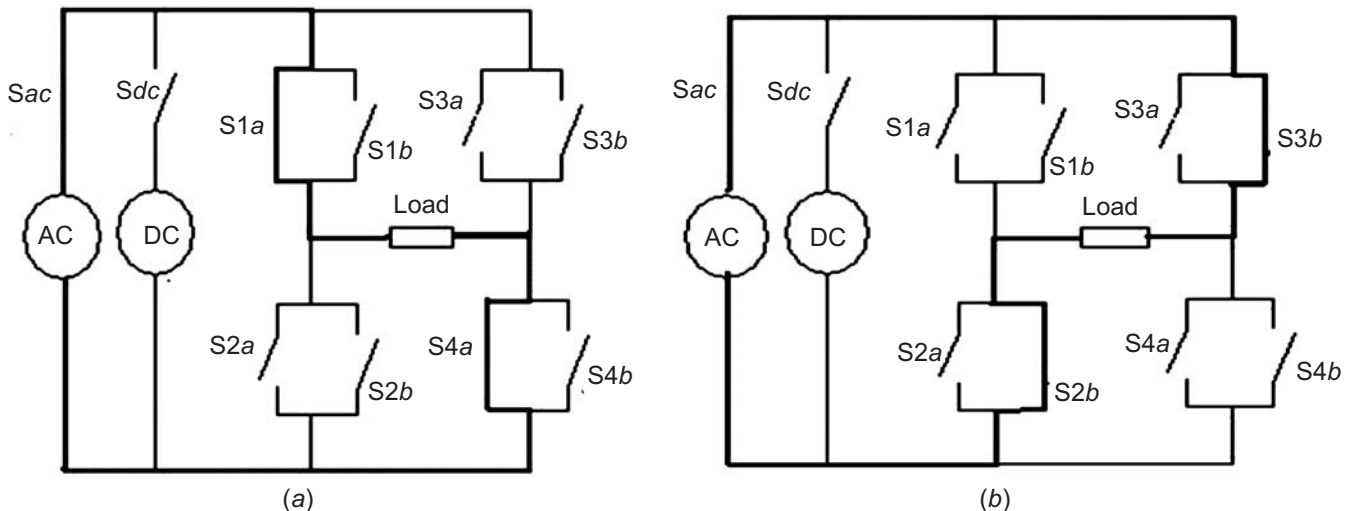 Sac
Sdc
S1a
S1b
S3a
S3b
AC
DC
Load
S2a
S2b
S4a
S4b
(a)
Sac
Sdc
S1a
S1b
S3a
S3b
AC
DC
Load
S2a
S2b
S4a
S4b
(b)